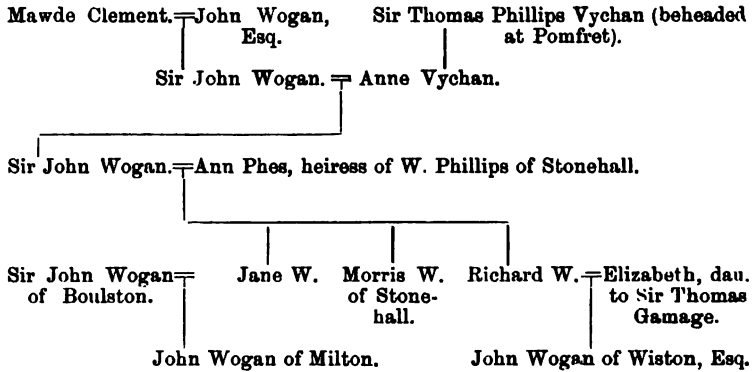 Mawde Clement.=John Wogan, Esq.
Sir Thomas Phillips Vychan (beheaded at Pomfret).
Sir John Wogan. = Anne Vychan.
Sir John Wogan.=Ann Phes, heiress of W. Phillips of Stonehall.
Sir John Wogan= of Boulston.
Jane W.
Morris W. of Stone-hall.
Richard W.=Elizabeth, dau. to Sir Thomas Gamage.
John Wogan of Milton.
John Wogan of Wiston, Esq.